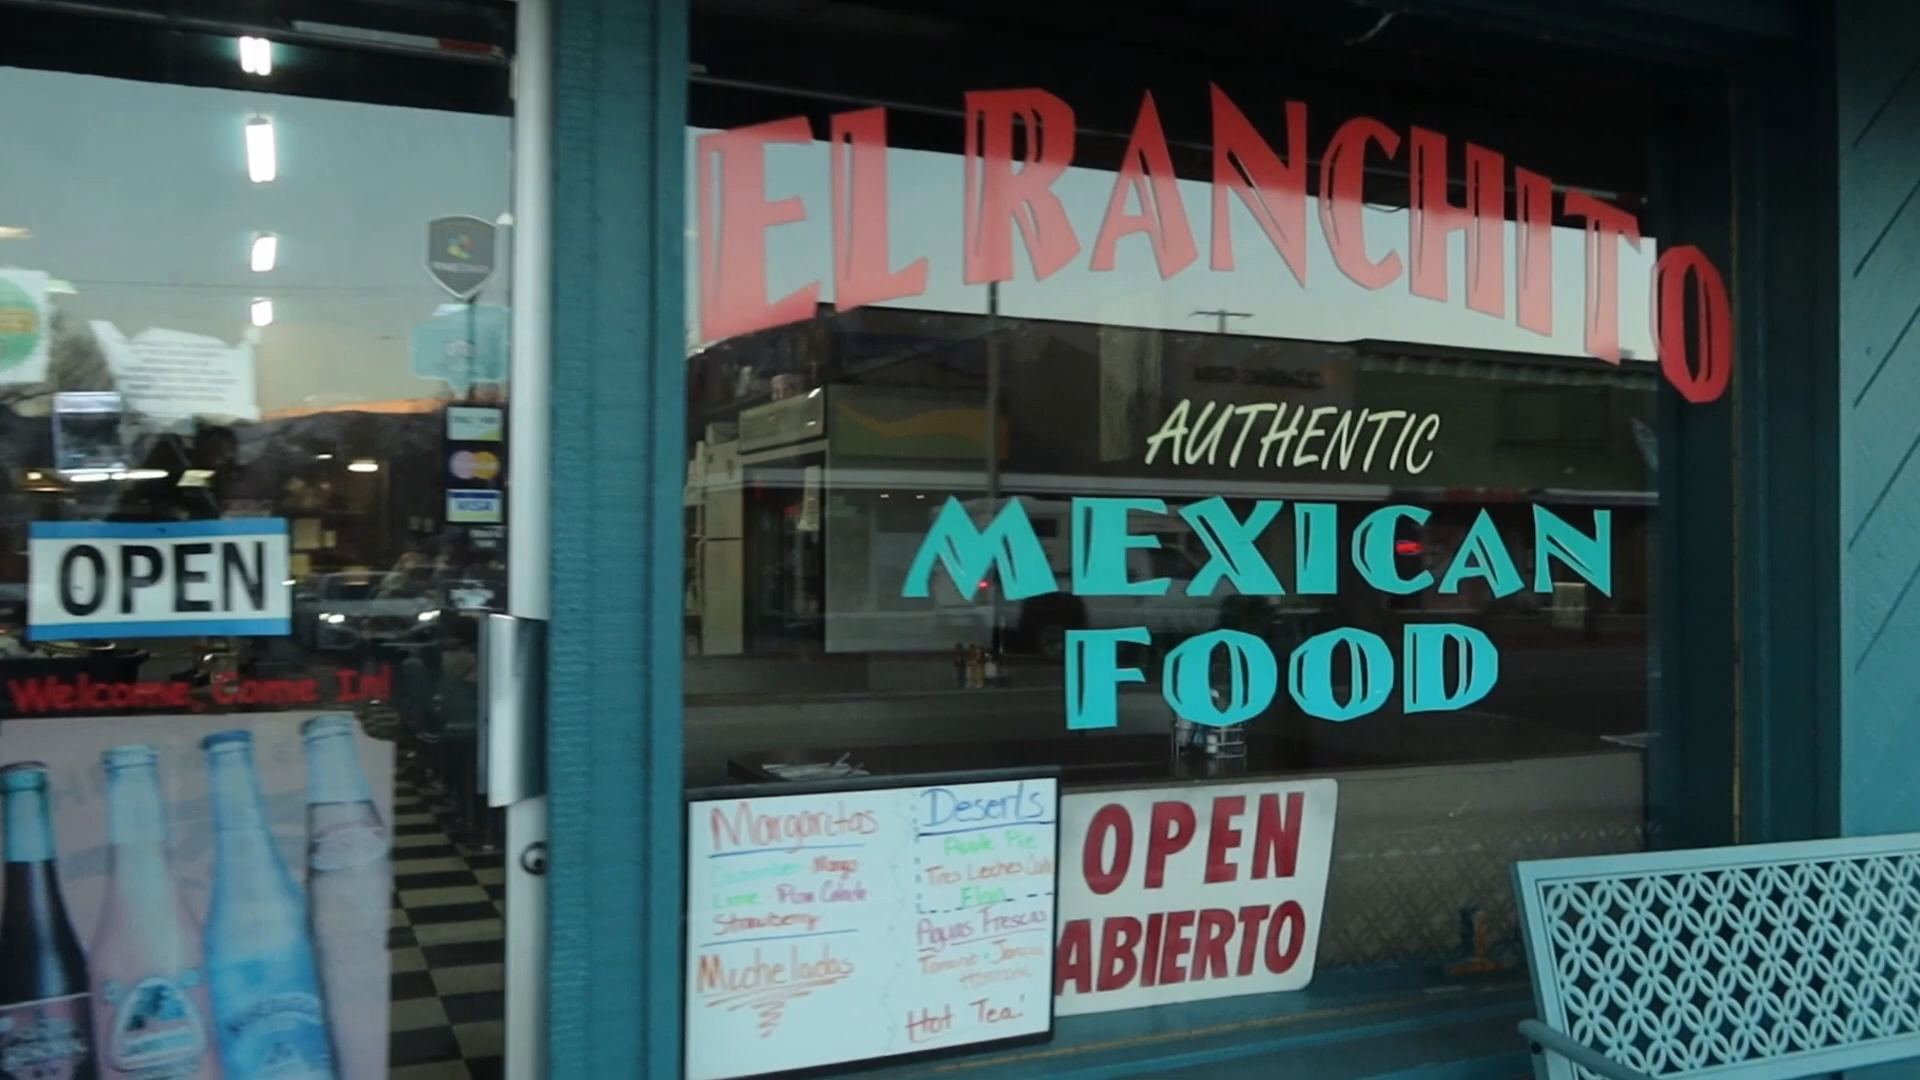 EL RANCHITO
AUTHENTIC
MEXICAN
FOOD
VISA
OPEN
Welcome, Come In!
Margaritas
Cucumber Mango
Lime Pina Colada
Strawberry
Micheladas
Deserts
Apple Pie
Tres Leches
Flan
Aguas Frescas
Hot Tea!
OPEN
ABIERTO